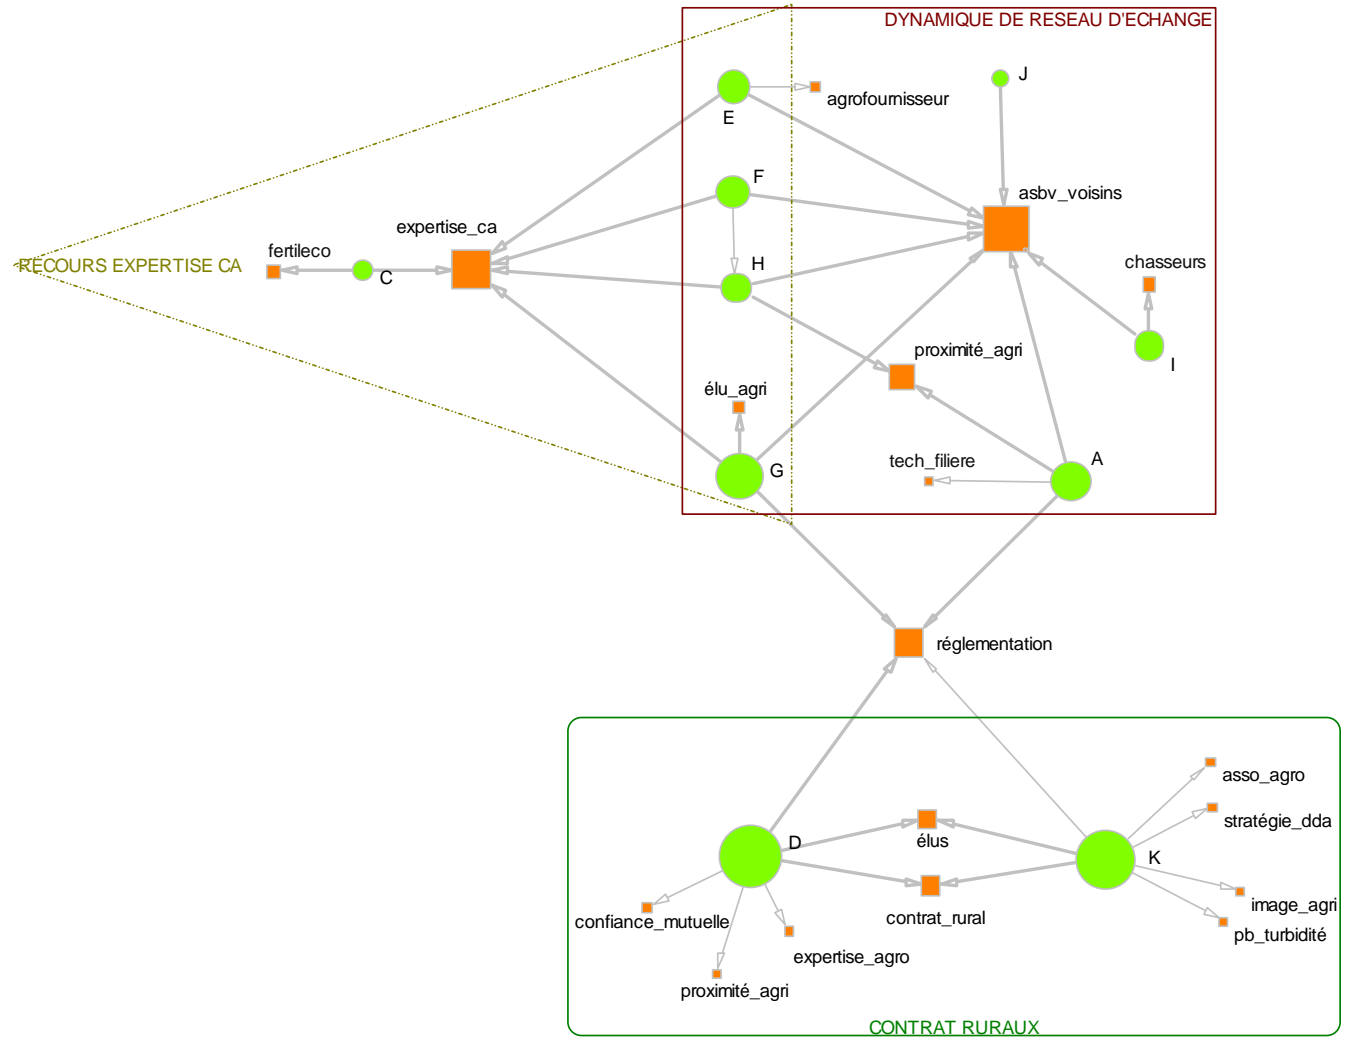 DYNAMIQUE DE RESEAU D'ECHANGE
J
agrofournisseur
E
F
asbv_voisins
expertise_ca
fertileco
RECOURS EXPERTISE CA
C
H
chasseurs
proximité_agri
I
élu_agri
tech_filiere
A
G
réglementation
asso_agro
stratégie_dda
D
élus
K
image_agri
contrat_rural
confiance_mutuelle
pb_turbidité
expertise_agro
proximité_agri
CONTRAT RURAUX